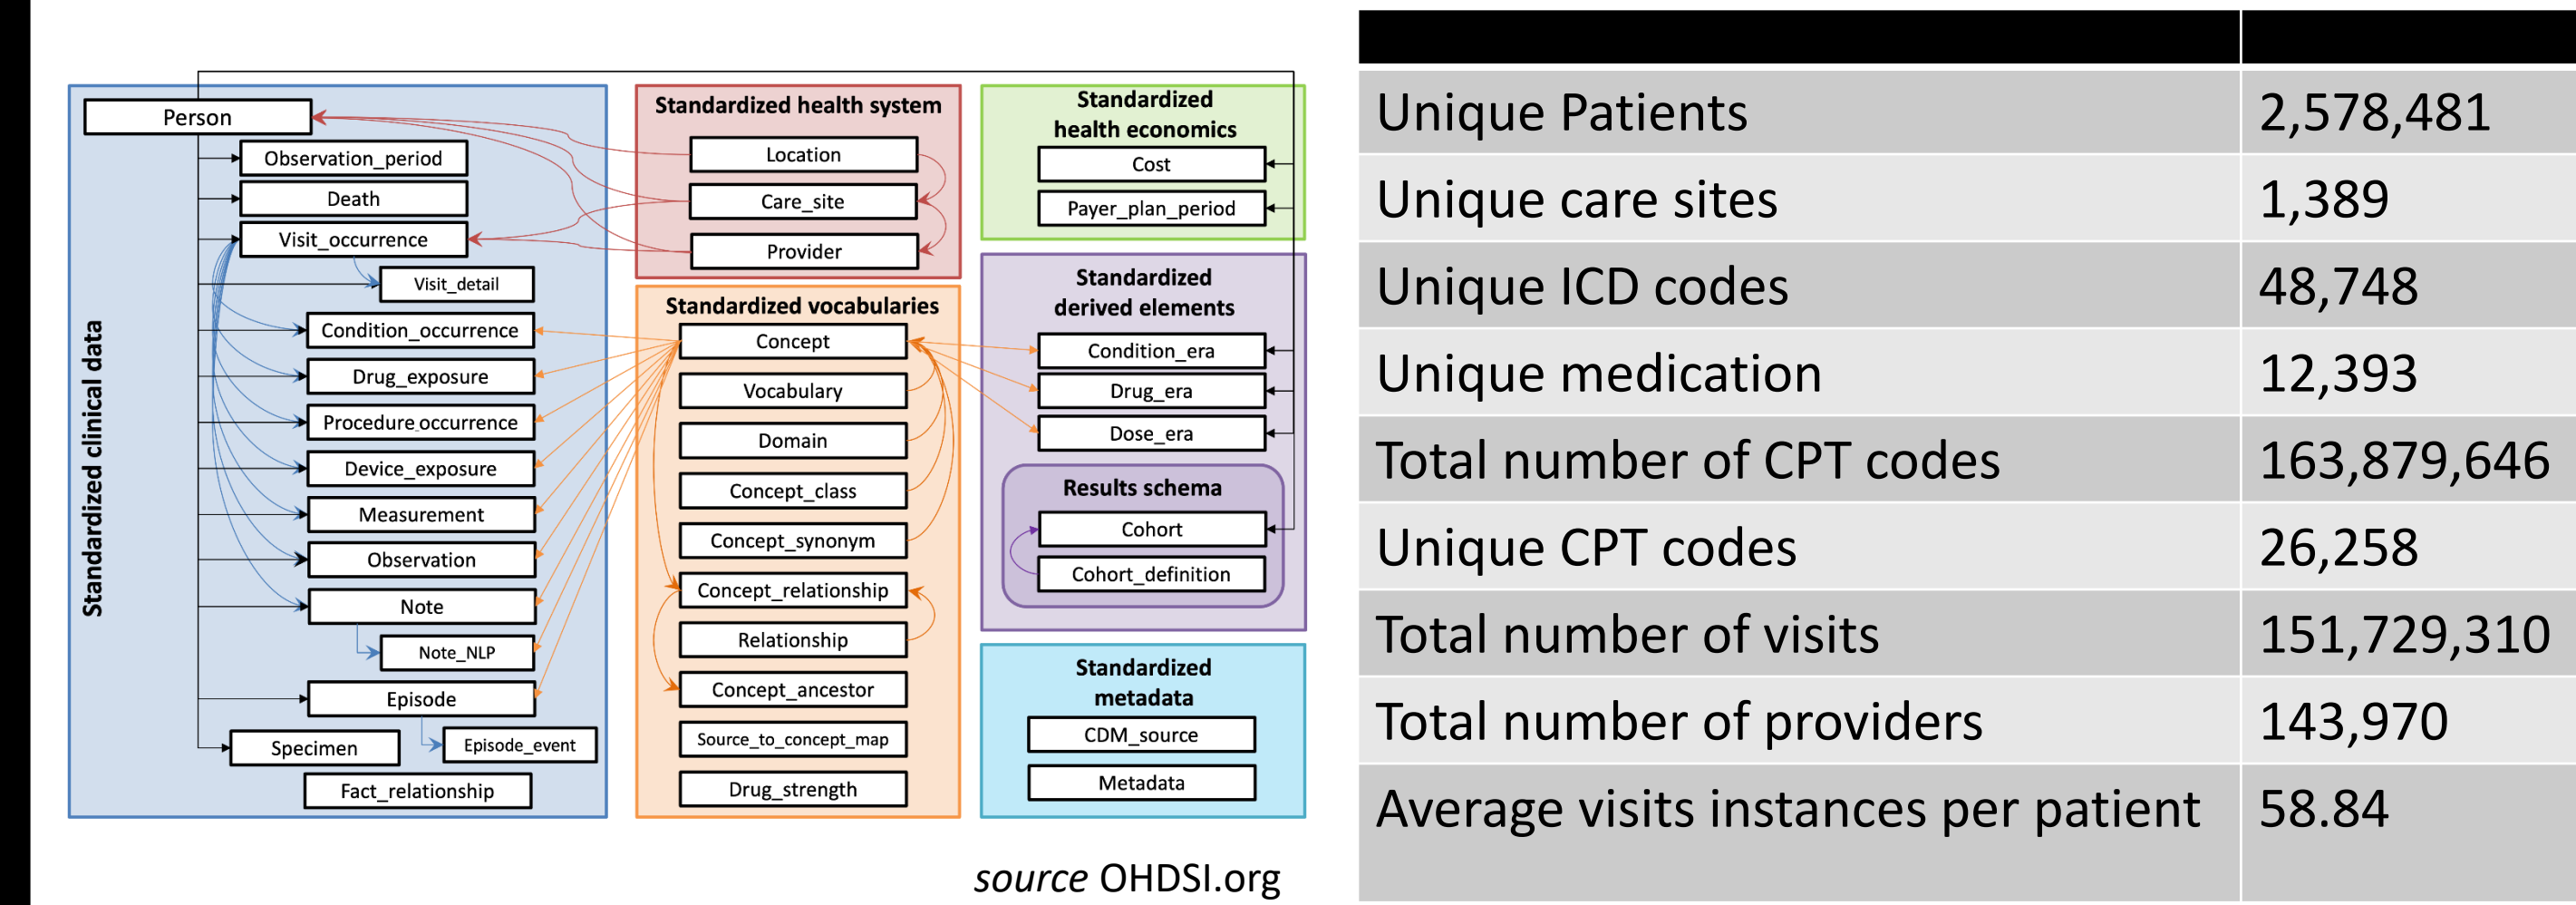 Standardized clinical data
Person
Observation_period
Death
Visit_occurrence
Visit_detail
Condition_occurrence
Drug_exposure
Procedure_occurrence
Device_exposure
Measurement
Observation
Note
Note_NLP
Episode
Specimen
Episode_event
Fact_relationship
Standardized health system
Location
Care_site
Provider
Standardized vocabularies
Concept
Vocabulary
Domain
Concept_class
Concept_synonym
Concept_relationship
Relationship
Concept_ancestor
Source_to_concept_map
Drug_strength
Standardized
health economics
Cost
Payer_plan_period
Standardized
derived elements
Condition_era
Drug_era
Dose_era
Results schema
Cohort
Cohort_definition
Standardized
metadata
CDM_source
Metadata
source OHDSI.org
Unique Patients 2,578,481
Unique care sites 1,389
Unique ICD codes 48,748
Unique medication 12,393
Total number of CPT codes 163,879,646
Unique CPT codes 26,258
Total number of visits 151,729,310
Total number of providers 143,970
Average visits instances per patient 58.84